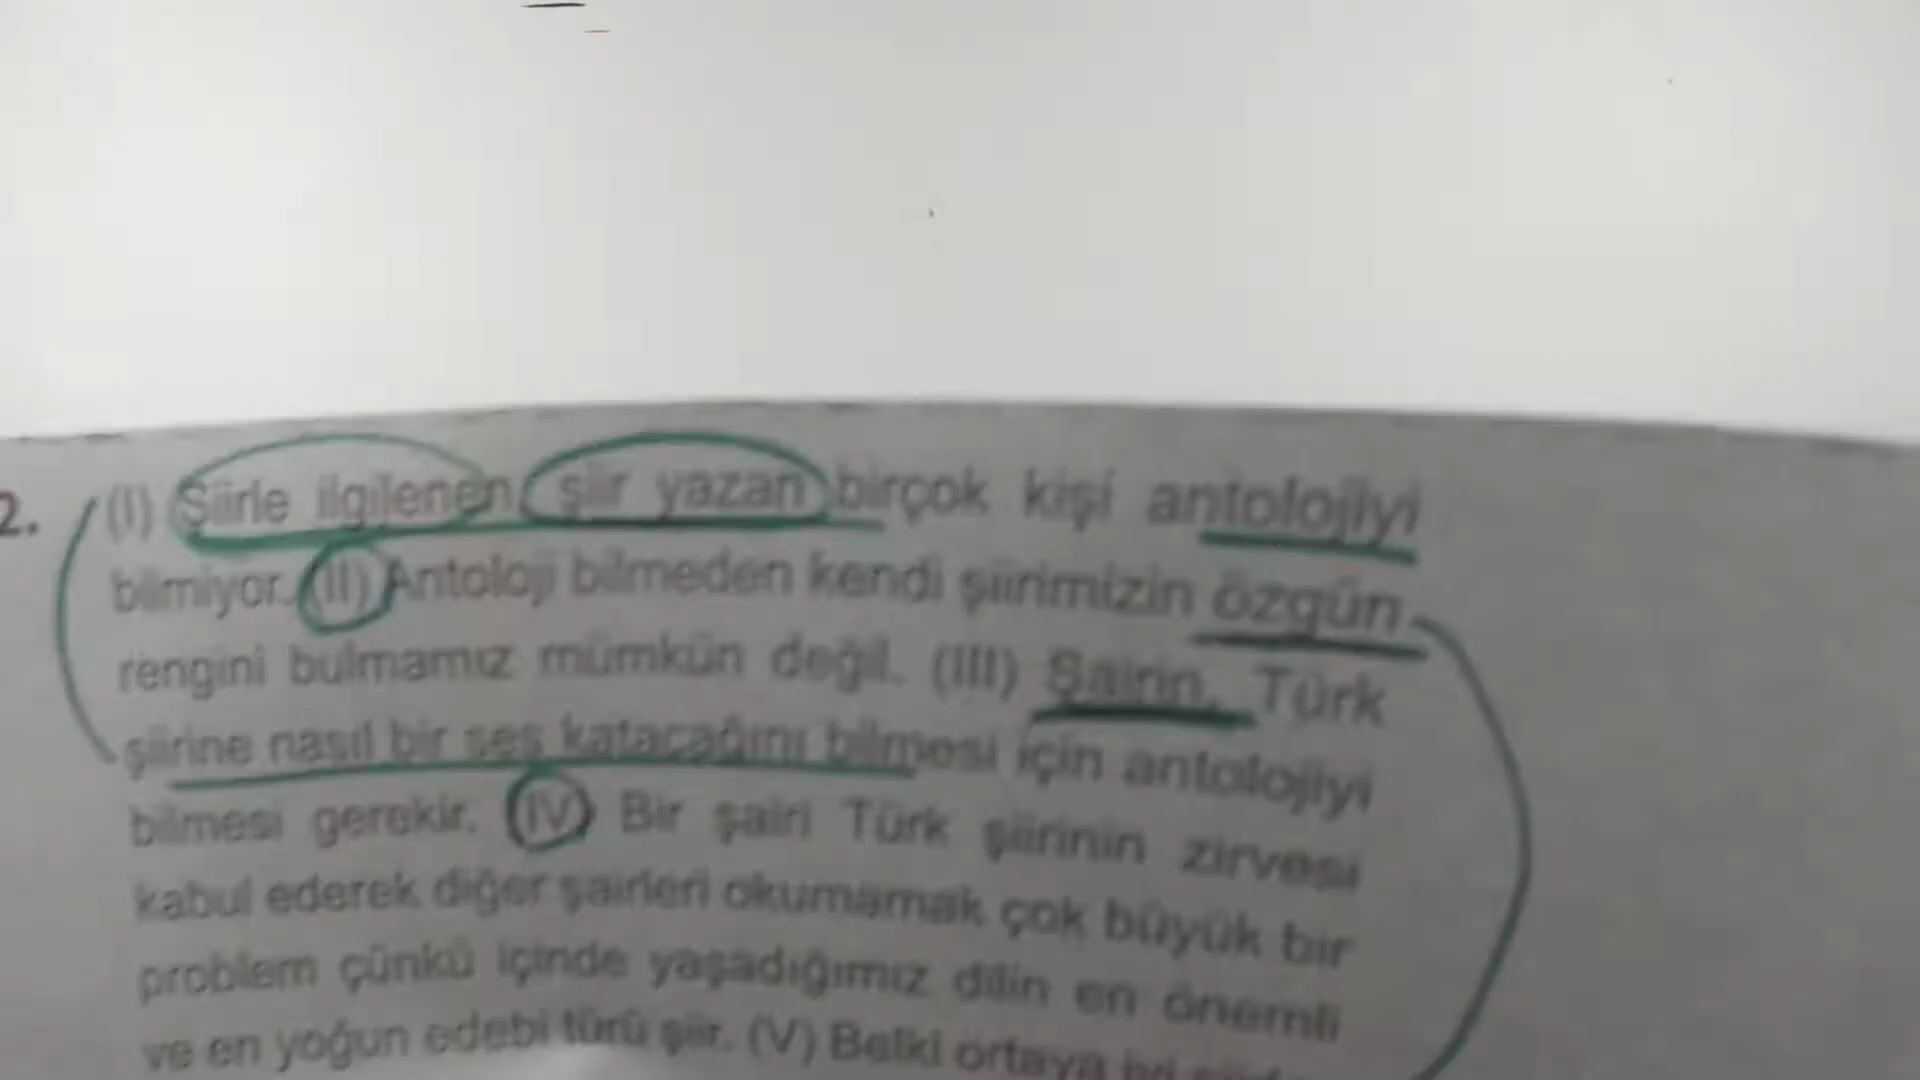 2. (I) Şiirle ilgilenen, şiir yazan birçok kişi antolojiyi
bilmiyor. (II) Antoloji bilmeden kendi şiirimizin özgün
rengini bulmamız mümkün değil. (III) Şairin, Türk
şiirine nasıl bir ses katacağını bilmesi için antolojiyi
bilmesi gerekir. (IV) Bir şairi Türk şiirinin zirvesi
kabul ederek diğer şairleri okumamak çok büyük bir
problem çünkü içinde yaşadığımız dilin en önemli
ve en yoğun edebi türü şiir. (V) Belki ortaya